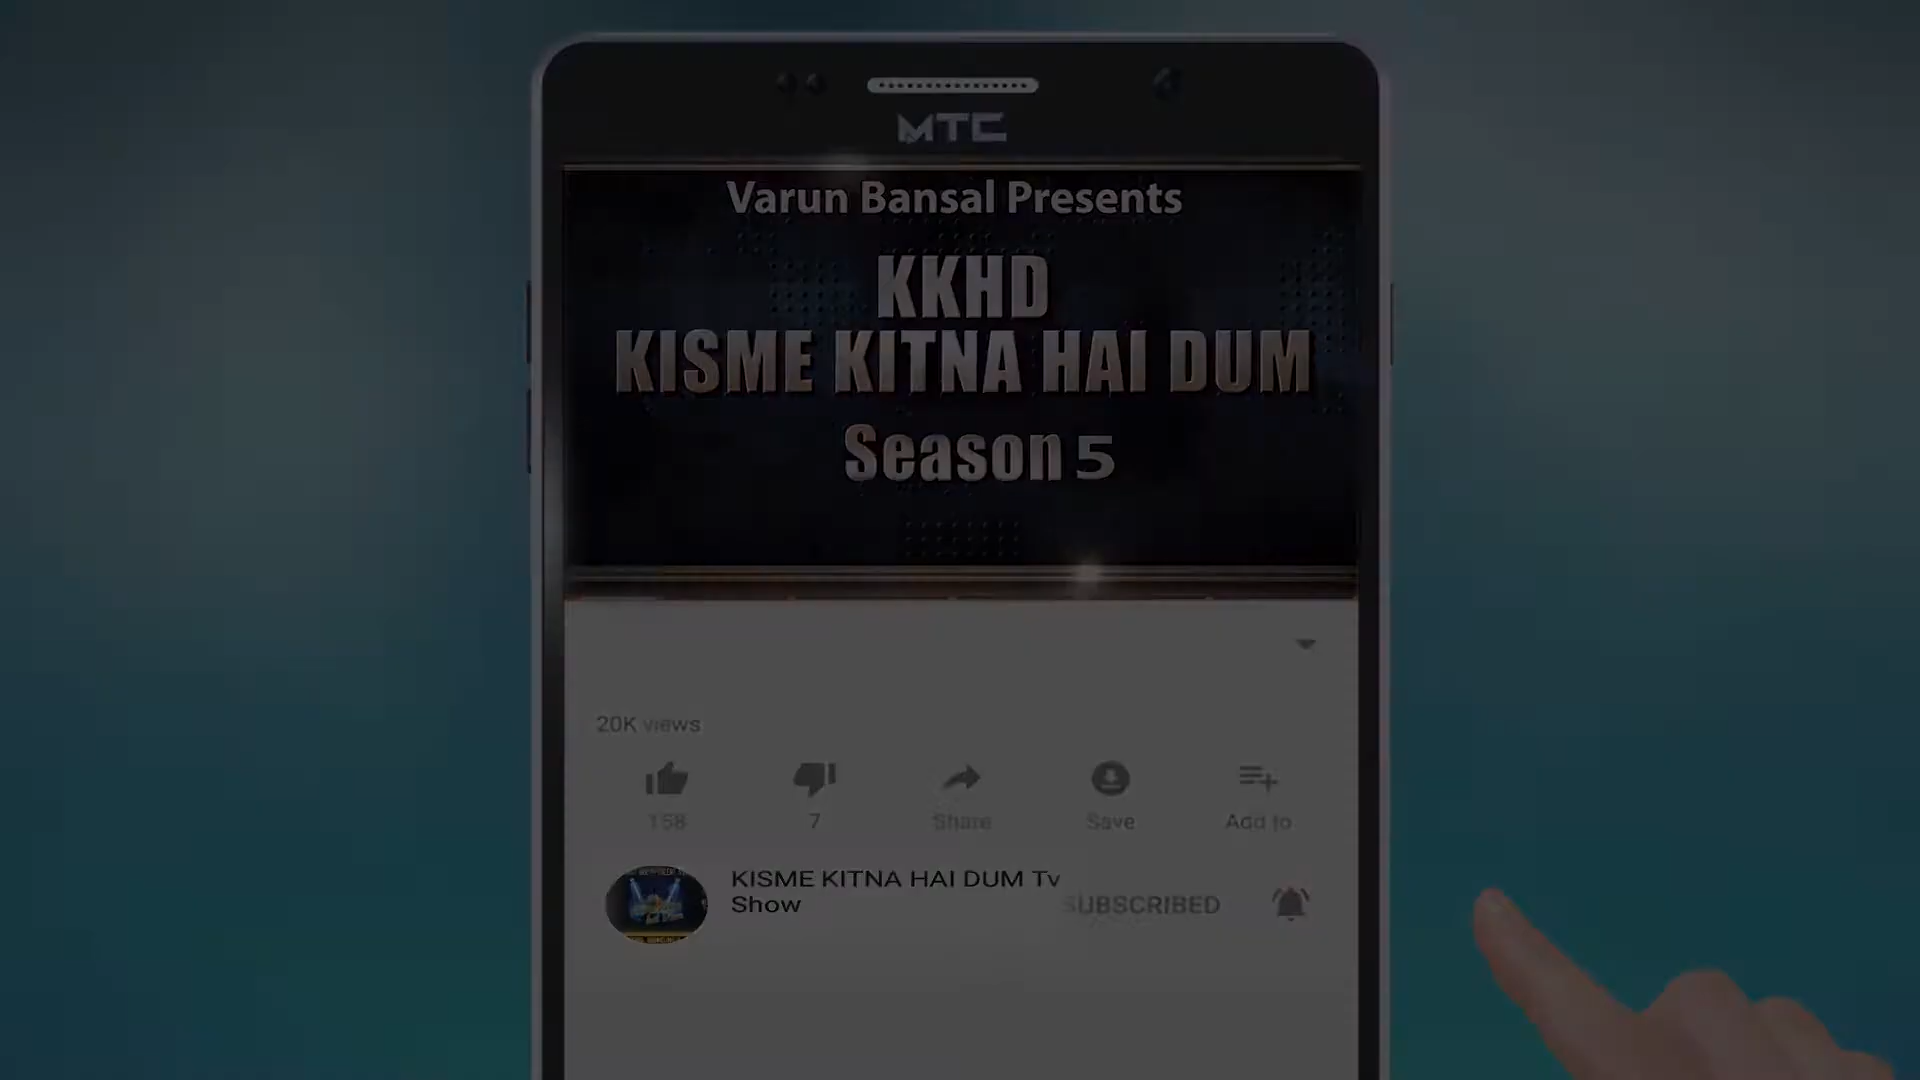 MTC
Varun Bansal Presents
KKHD
KISME KITNA HAI DUM
Season 5
20K views
158
7
Share
Save
Add to
KISME KITNA HAI DUM Tv
Show
SUBSCRIBED